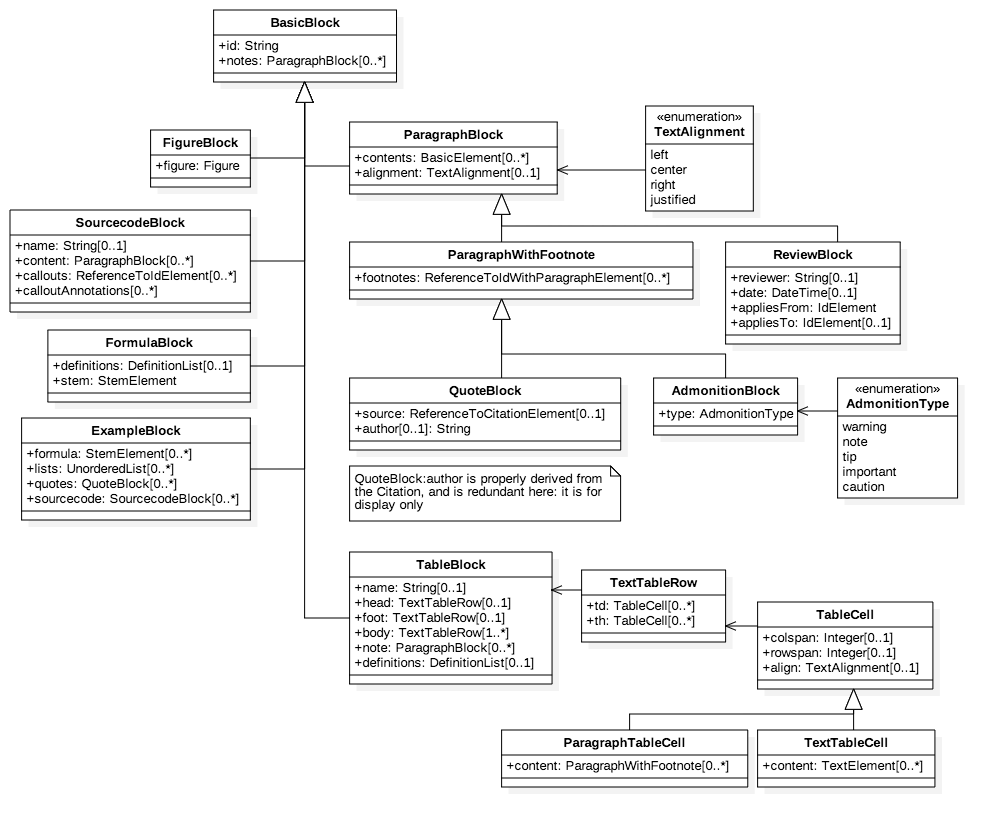 BasicBlock
+id: String
+notes: ParagraphBlock[0..*]
FigureBlock
+figure: Figure
ParagraphBlock
+contents: BasicElement[0..*]
+alignment: TextAlignment[0..1]
«enumeration»
TextAlignment
left
center
right
justified
SourcecodeBlock
+name: String[0..1]
+content: ParagraphBlock[0..*]
+callouts: ReferenceToIdElement[0..*]
+calloutAnnotations[0..*]
ParagraphWithFootnote
+footnotes: ReferenceToIdWithParagraphElement[0..*]
ReviewBlock
+reviewer: String[0..1]
+date: DateTime[0..1]
+appliesFrom: IdElement
+appliesTo: IdElement[0..1]
FormulaBlock
+definitions: DefinitionList[0..1]
+stem: StemElement
QuoteBlock
+source: ReferenceToCitationElement[0..1]
+author[0..1]: String
AdmonitionBlock
+type: AdmonitionType
«enumeration»
AdmonitionType
warning
note
tip
important
caution
ExampleBlock
+formula: StemElement[0..*]
+lists: UnorderedList[0..*]
+quotes: QuoteBlock[0..*]
+sourcecode: SourcecodeBlock[0..*]
QuoteBlock:author is properly derived from
the Citation, and is redundant here: it is for
display only
TableBlock
+name: String[0..1]
+head: TextTableRow[0..1]
+foot: TextTableRow[0..1]
+body: TextTableRow[1..*]
+note: ParagraphBlock[0..*]
+definitions: DefinitionList[0..1]
TextTableRow
+td: TableCell[0..*]
+th: TableCell[0..*]
TableCell
+colspan: Integer[0..1]
+rowspan: Integer[0..1]
+align: TextAlignment[0..1]
ParagraphTableCell
+content: ParagraphWithFootnote[0..*]
TextTableCell
+content: TextElement[0..*]